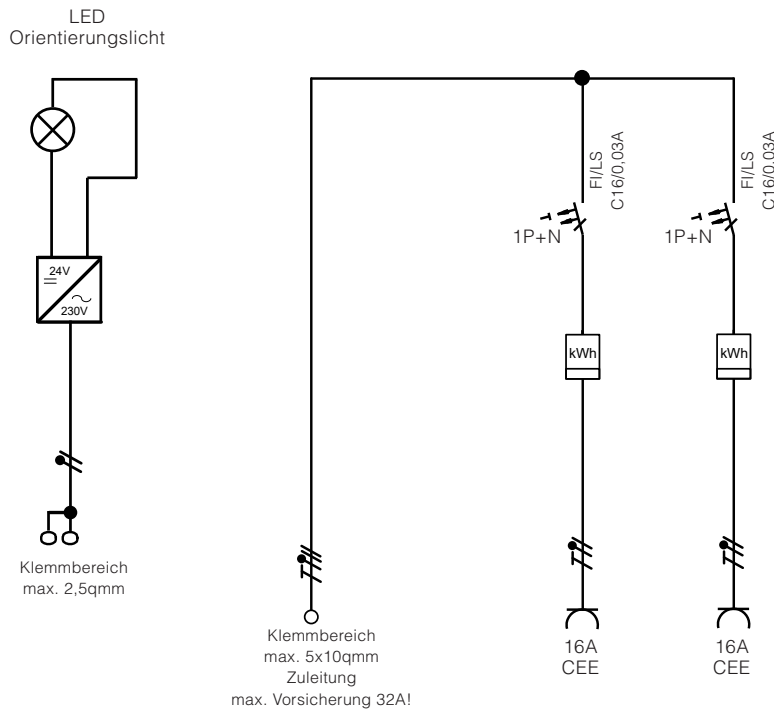 LED
Orientierungslicht
24V
230V
Klemmbereich
max. 2,5qmm
Klemmbereich
max. 5x10qmm
Zuleitung
max. Vorsicherung 32A!
FI/LS
C16/0,03A
1P+N
kWh
16A
CEE
FI/LS
C16/0,03A
1P+N
kWh
16A
CEE